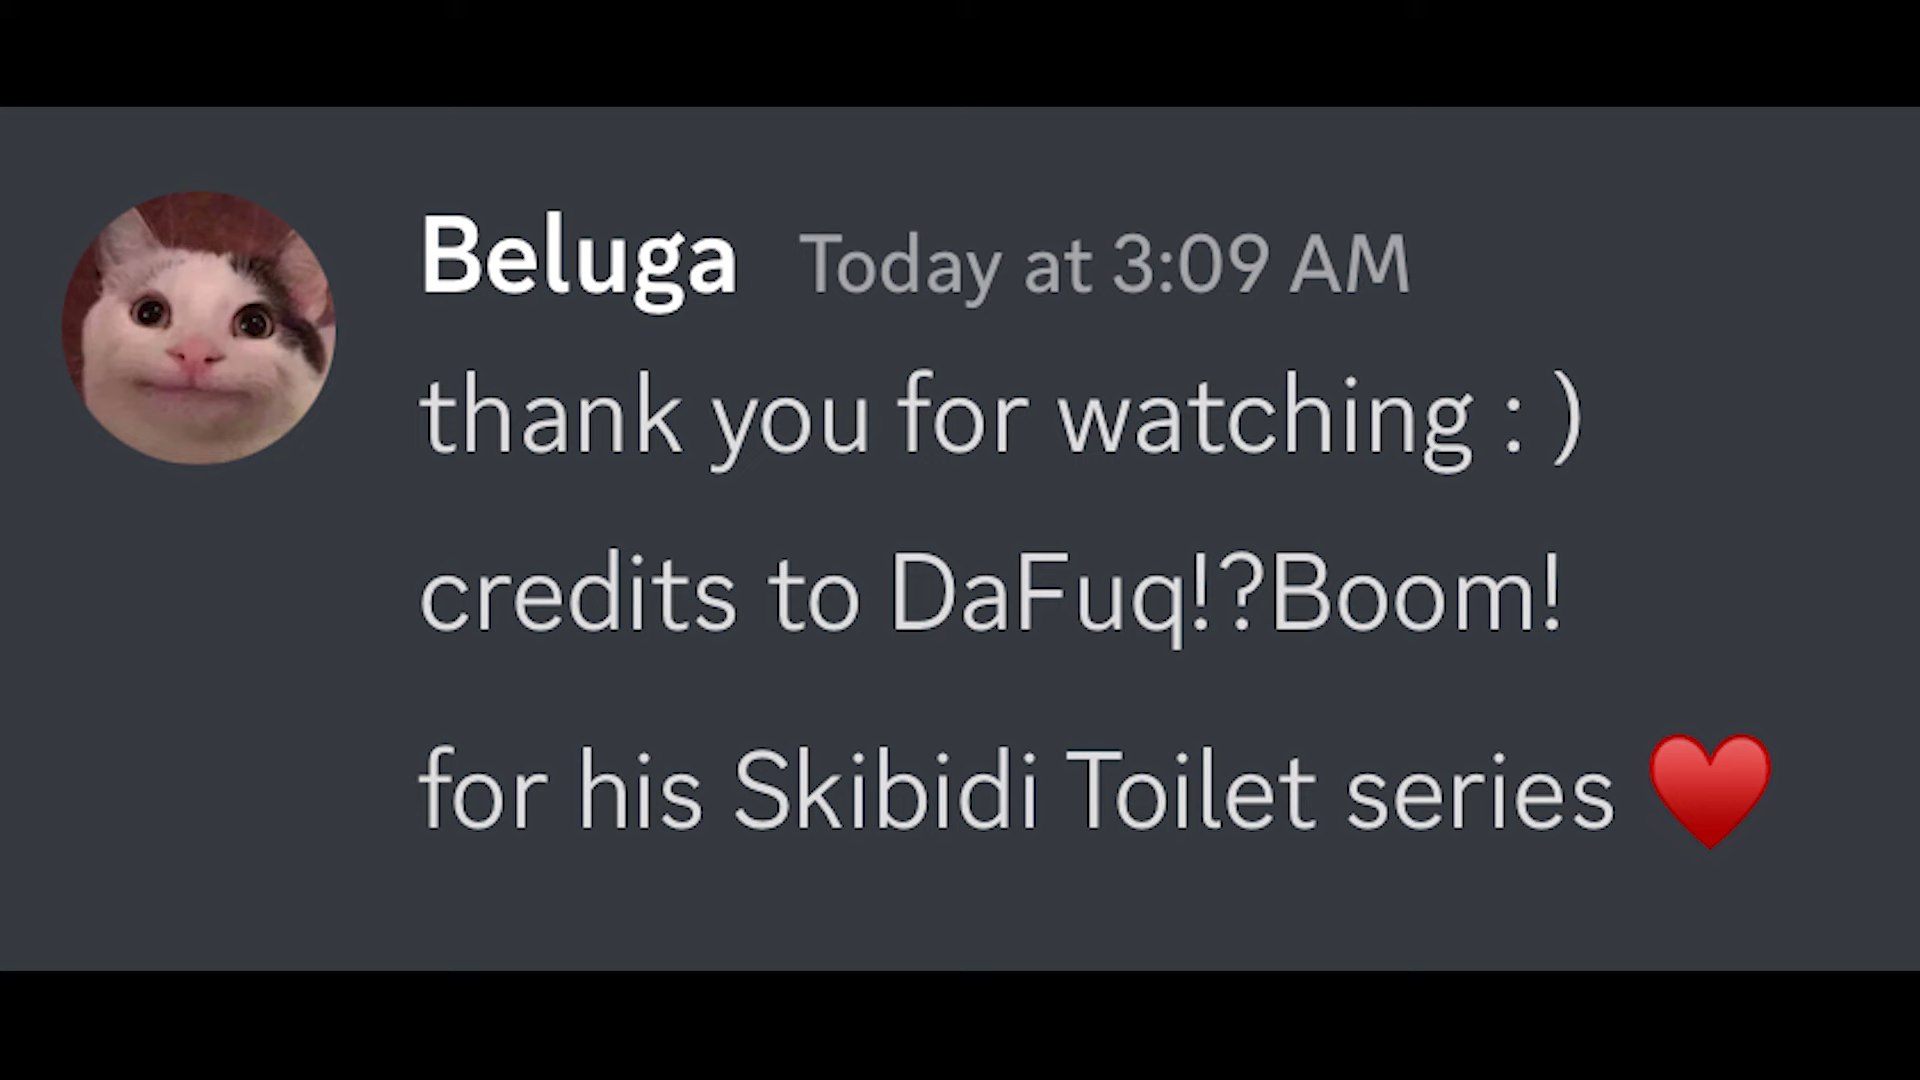 Beluga Today at 3:09 AM
thank you for watching : )
credits to DaFuq!?Boom!
for his Skibidi Toilet series ♥